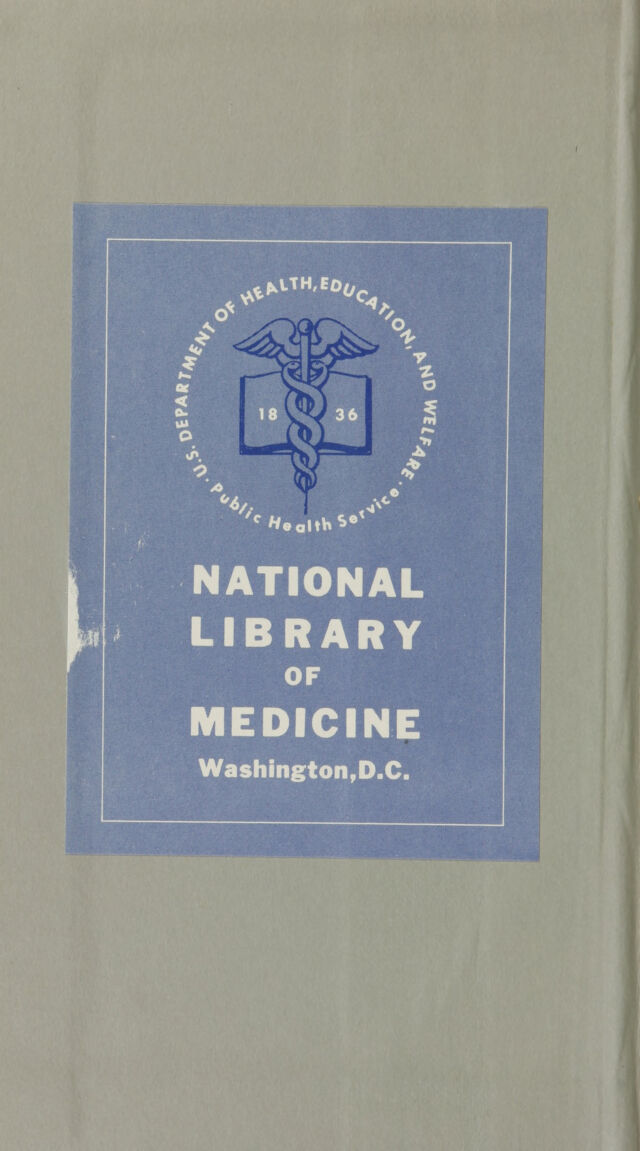 U.S. DEPARTMENT OF HEALTH, EDUCATION, AND WELFARE
· Public Health Service ·
18 36
NATIONAL
LIBRARY
OF
MEDICINE
Washington, D.C.